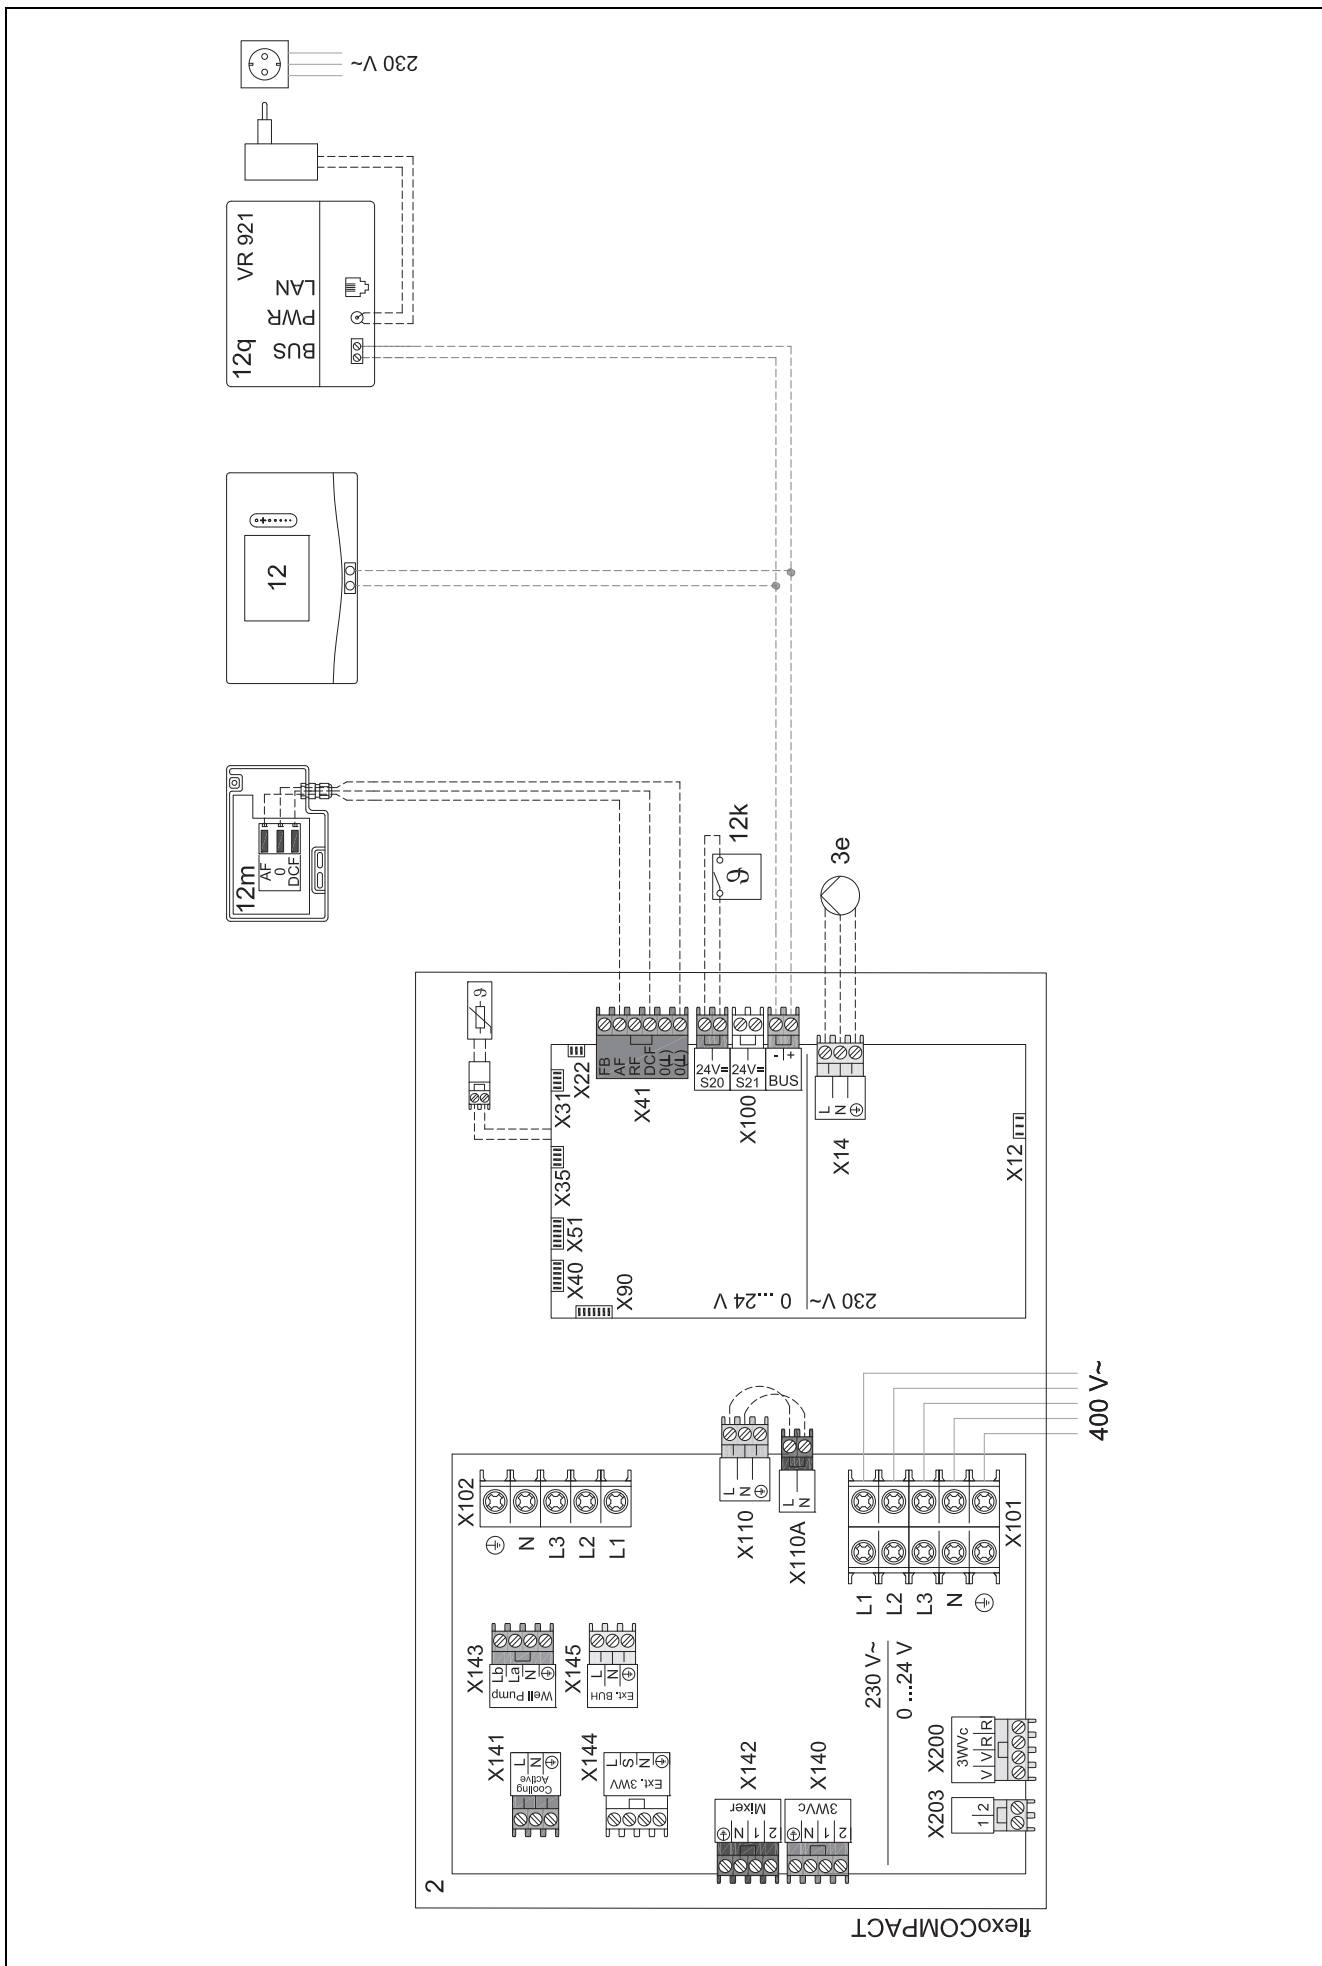 230 V~
VR 921
LAN
PWR
BUS
12q
12
12m
AF
0
DCF
12k
ϑ
3e
ϑ
X22
X31
X35
X51
X40
X90
FB
AF
RF
DCF
0(⊥)
0(⊥)
X41
24V=
S20
24V=
S21
X100
- +
BUS
L
N
X14
X12
0...24 V
230 V~
400 V~
X102
N
L3
L2
L1
L
N
X110
L
N
X110A
X101
L1
L2
L3
N
X143
Lb
La
N
Well Pump
X145
L
N
Ext. BUH
X141
L
N
Cooling
Active
X144
L
S
N
Ext. 3WV
X142
Mixer
N
1
2
X140
3WVc
N
1
2
230 V~
0 ...24 V
X200
3WVc
V V R R
X203
1 2
2
flexoCOMPACT